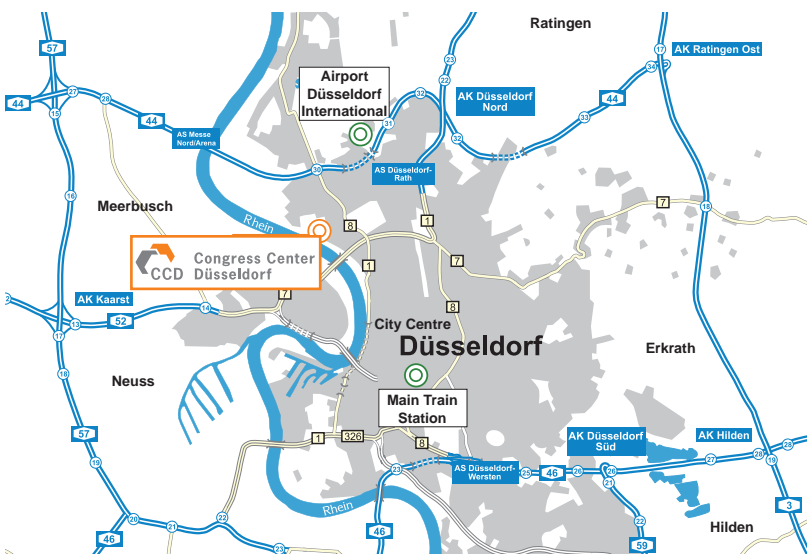 Ratingen
57
17
AK Ratingen Ost
23
34
Airport
Düsseldorf
International
22
44
27
28
32
AK Düsseldorf
Nord
44
15
44
31
33
AS Messe
Nord/Arena
32
30
AS Düsseldorf-
Rath
16
Meerbusch
18
7
Rhein
8
1
CCD
Congress Center
Düsseldorf
7
1
7
AK Kaarst
8
14
13
52
City Centre
17
Düsseldorf
Erkrath
18
Neuss
Main Train
Station
57
1
326
8
AK Düsseldorf
Süd
AK Hilden
28
28
27
19
23
AS Düsseldorf-
Wersten
25
46
26
26
19
21
3
Rhein
20
21
22
22
46
46
Hilden
23
59